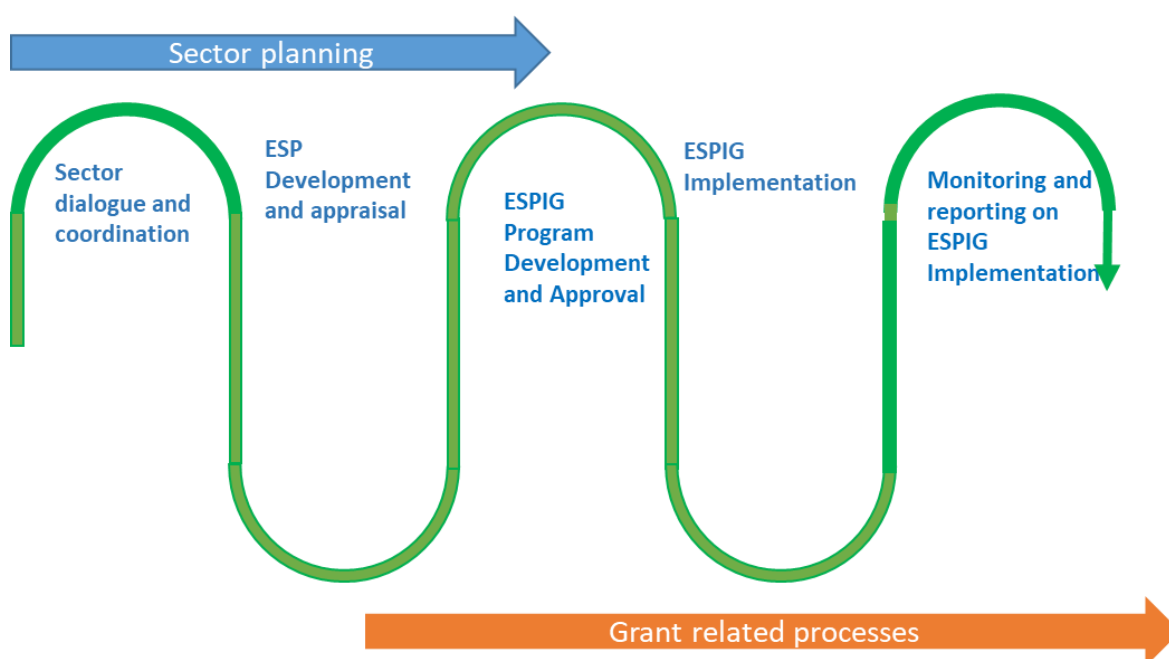 Sector planning
Sector
dialogue and
coordination
ESP
Development
and appraisal
ESPIG
Program
Development
and Approval
ESPIG
Implementation
Monitoring and
reporting on
ESPIG
Implementation
Grant related processes